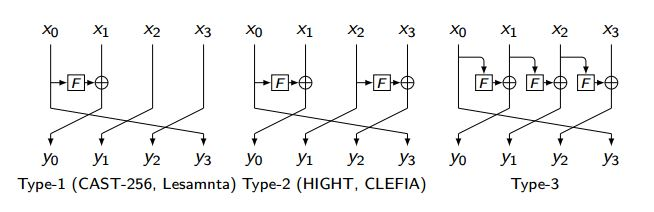 x0 x1 x2 x3 x0 x1 x2 x3 x0 x1 x2 x3
F F F F F F
y0 y1 y2 y3 y0 y1 y2 y3 y0 y1 y2 y3
Type-1 (CAST-256, Lesamnta) Type-2 (HIGHT, CLEFIA) Type-3